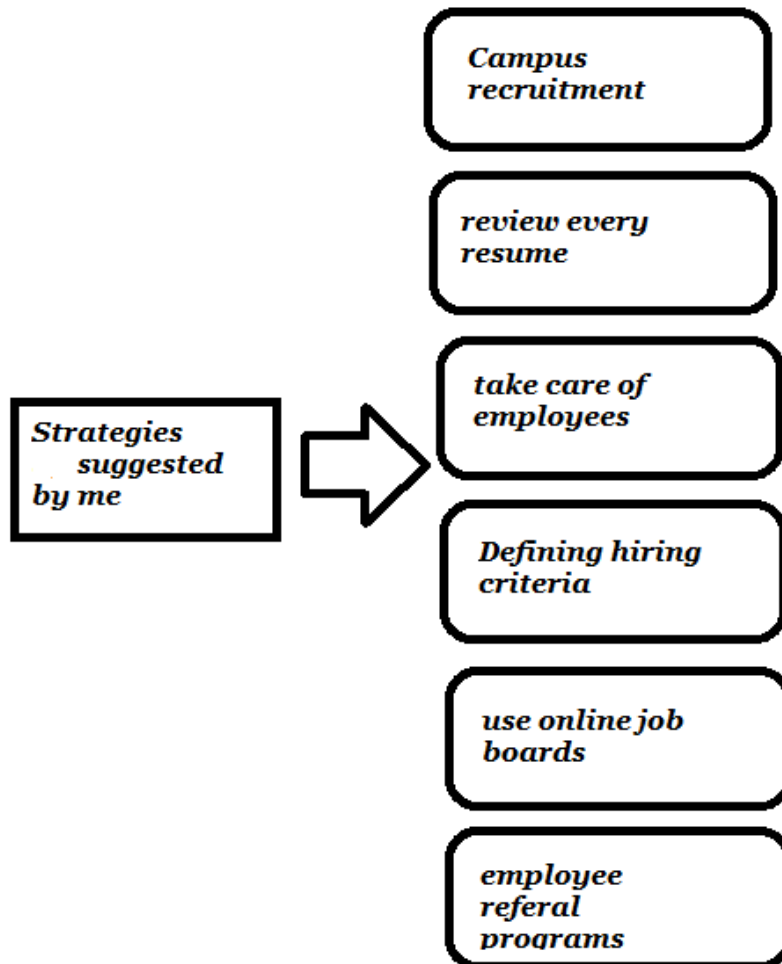 Campus
recruitment
review every
resume
take care of
employees
Strategies
suggested
by me
Defining hiring
criteria
use online job
boards
employee
referal
programs